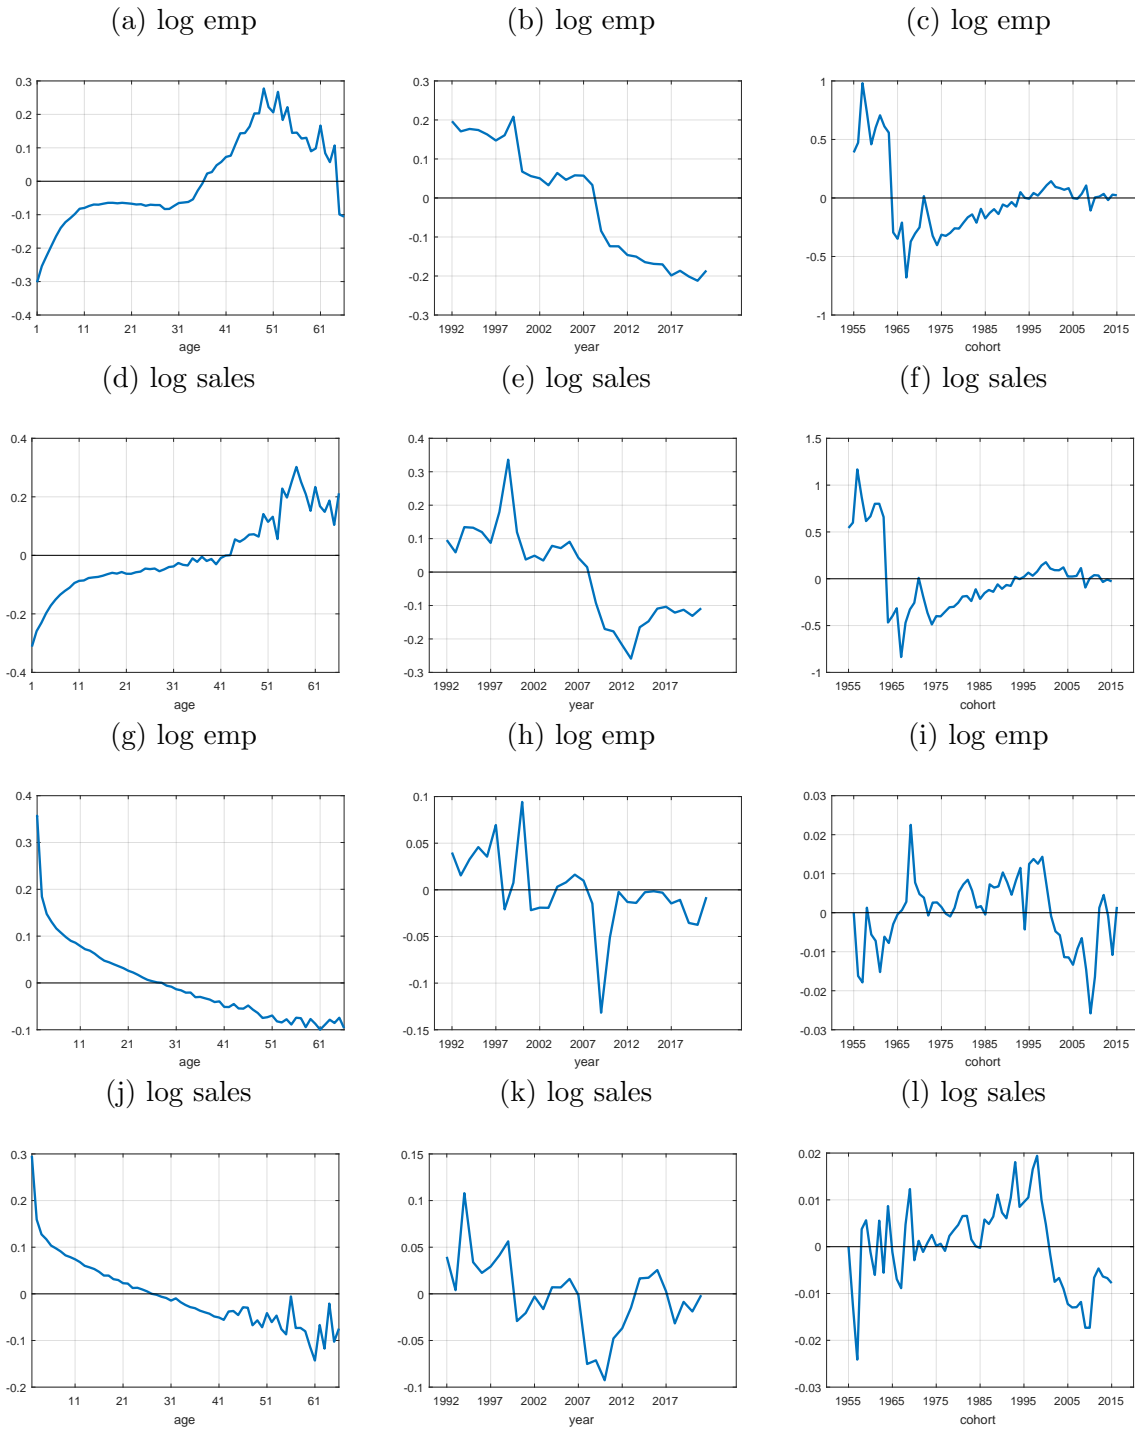 (a) log emp
(b) log emp
(c) log emp
0.3
0.2
0.1
0
-0.1
-0.2
-0.3
-0.4
1 11 21 31 41 51 61
age
0.3
0.2
0.1
0
-0.1
-0.2
-0.3
1992 1997 2002 2007 2012 2017
year
1
0.5
0
-0.5
-1
1955 1965 1975 1985 1995 2005 2015
cohort
(d) log sales
(e) log sales
(f) log sales
0.4
0.2
0
-0.2
-0.4
1 11 21 31 41 51 61
age
0.4
0.3
0.2
0.1
0
-0.1
-0.2
-0.3
1992 1997 2002 2007 2012 2017
year
1.5
1
0.5
0
-0.5
-1
1955 1965 1975 1985 1995 2005 2015
cohort
(g) log emp
(h) log emp
(i) log emp
0.4
0.3
0.2
0.1
0
-0.1
11 21 31 41 51 61
age
0.1
0.05
0
-0.05
-0.1
-0.15
1992 1997 2002 2007 2012 2017
year
0.03
0.02
0.01
0
-0.01
-0.02
-0.03
1955 1965 1975 1985 1995 2005 2015
cohort
(j) log sales
(k) log sales
(l) log sales
0.3
0.2
0.1
0
-0.1
-0.2
11 21 31 41 51 61
age
0.15
0.1
0.05
0
-0.05
-0.1
1992 1997 2002 2007 2012 2017
year
0.02
0.01
0
-0.01
-0.02
-0.03
1955 1965 1975 1985 1995 2005 2015
cohort